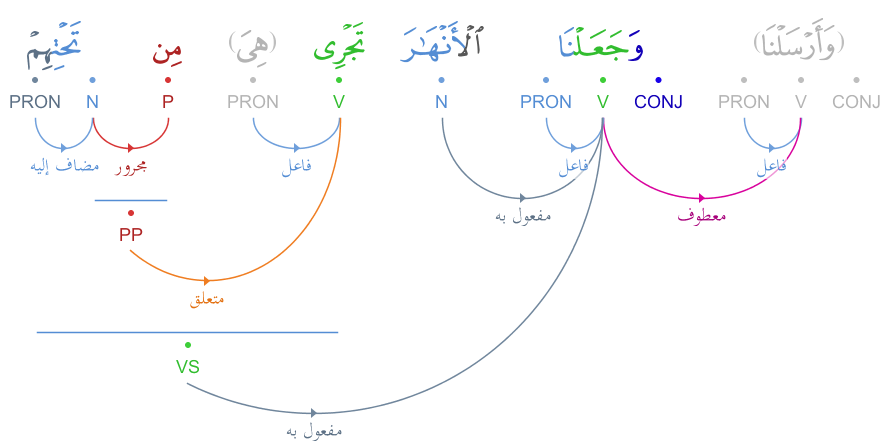 (وَأَرْسَلْنَا) وَجَعَلْنَا ٱلْأَنْهَـٰرَ تَجْرِى (هِىَ) مِن تَحْتِهِمْ
CONJ V PRON CONJ V PRON N V PRON P N PRON
فاعل فاعل فاعل مجرور مضاف إليه
مفعول به معطوف
PP
متعلق
VS
مفعول به